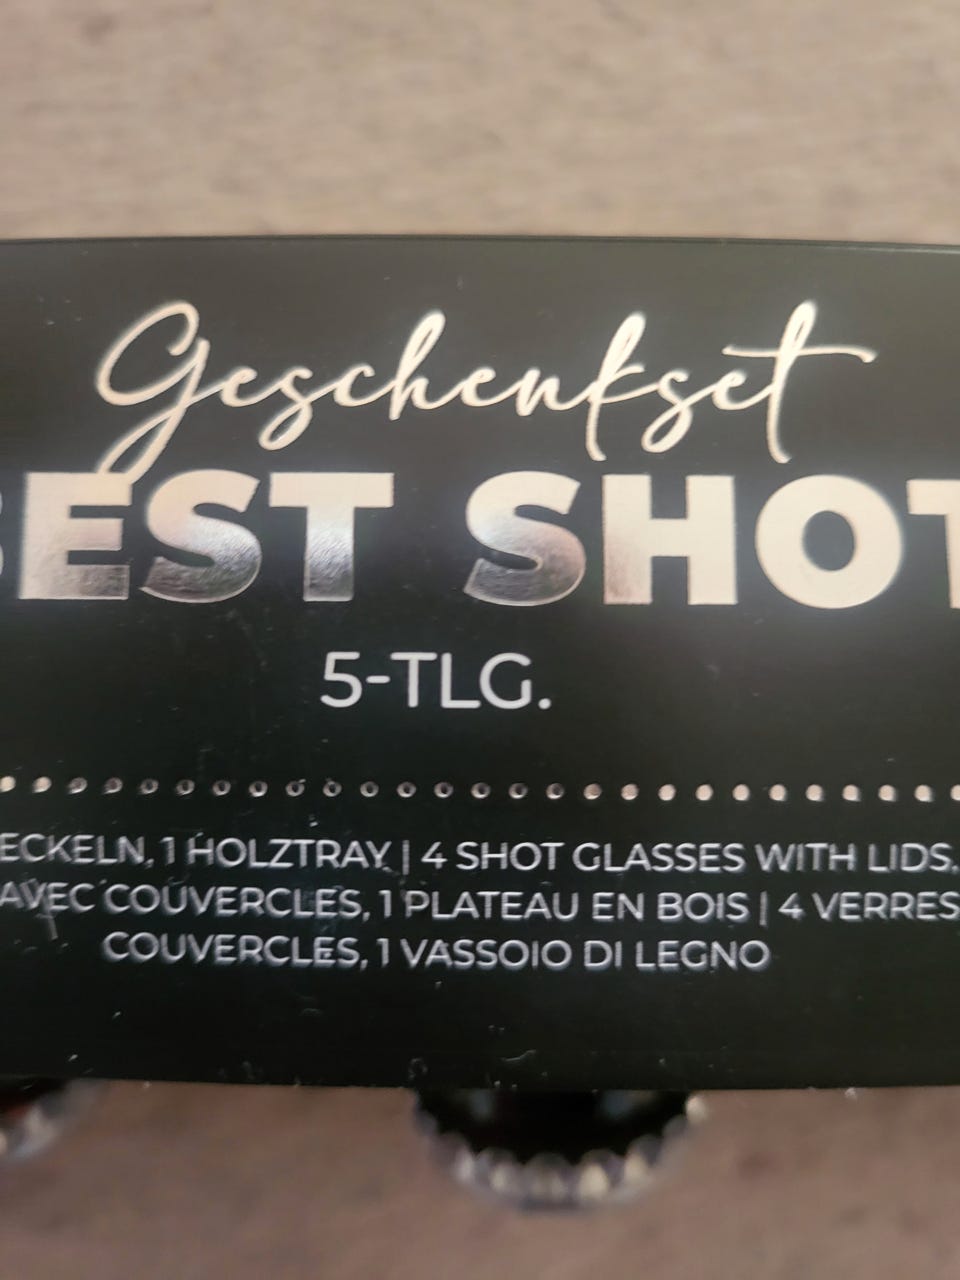 Geschenkset
BEST SHOT
5-TLG.
ECKELN, 1 HOLZTRAY | 4 SHOT GLASSES WITH LIDS,
AVEC COUVERCLES, 1 PLATEAU EN BOIS | 4 VERRES
COUVERCLES, 1 VASSOIO DI LEGNO